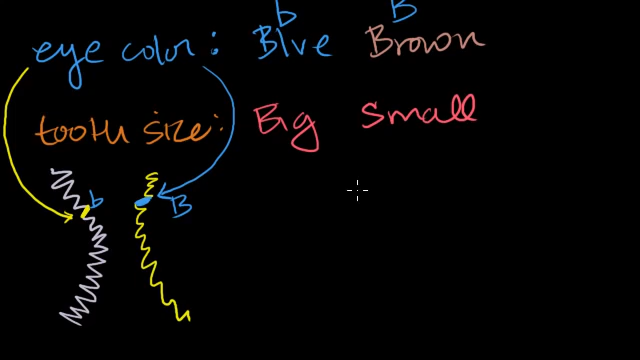 b B
eye color: Blue Brown
tooth size: Big small
b B